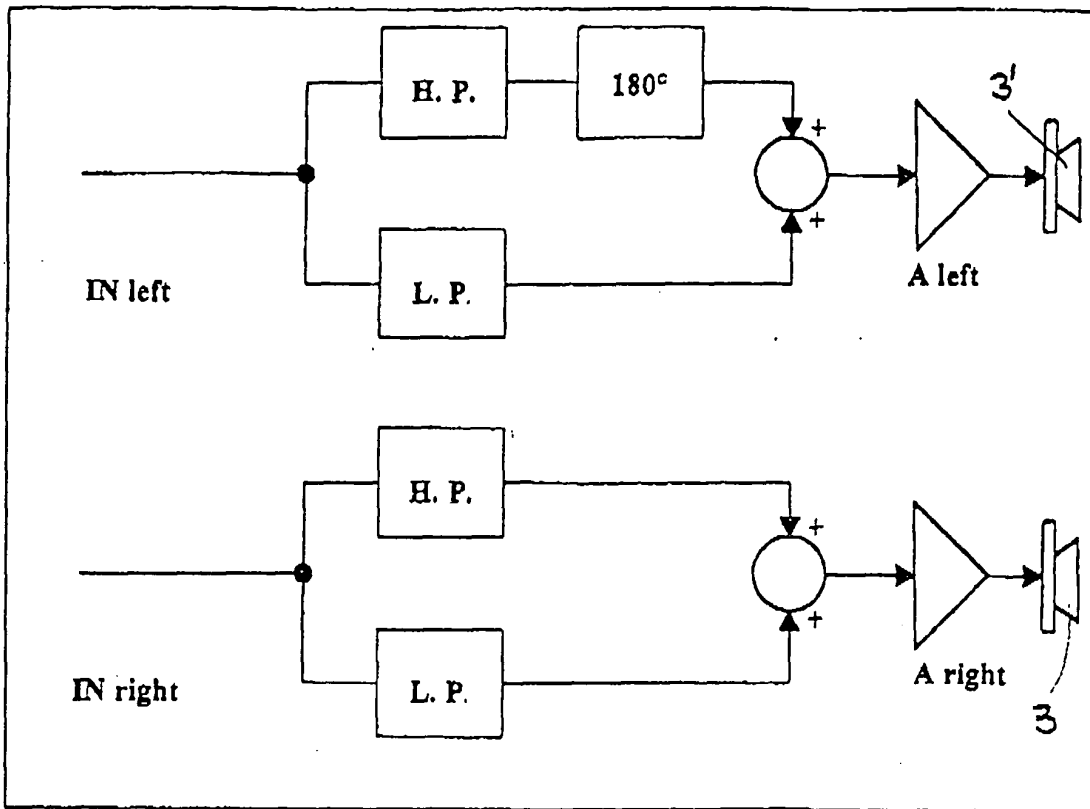 H. P.
180°
3'
+
+
A left
IN left
L. P.
H. P.
+
+
A right
IN right
L. P.
3